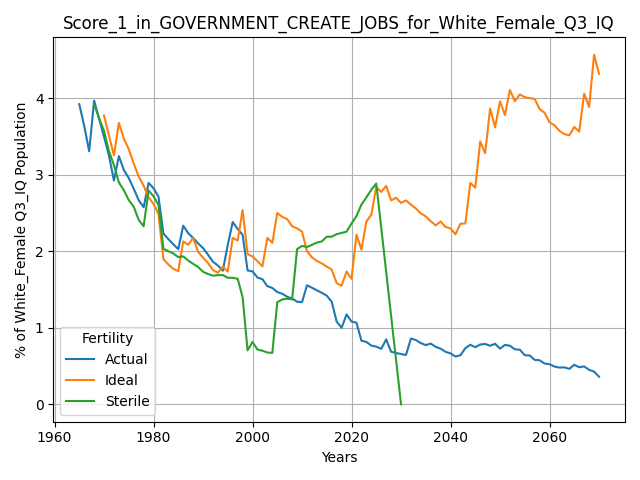 Score_1_in_GOVERNMENT_CREATE_JOBS_for_White_Female_Q3_IQ
% of White_Female Q3_IQ Population
4
3
2
1
0
Fertility
Actual
Ideal
Sterile
1960 1980 2000 2020 2040 2060
Years